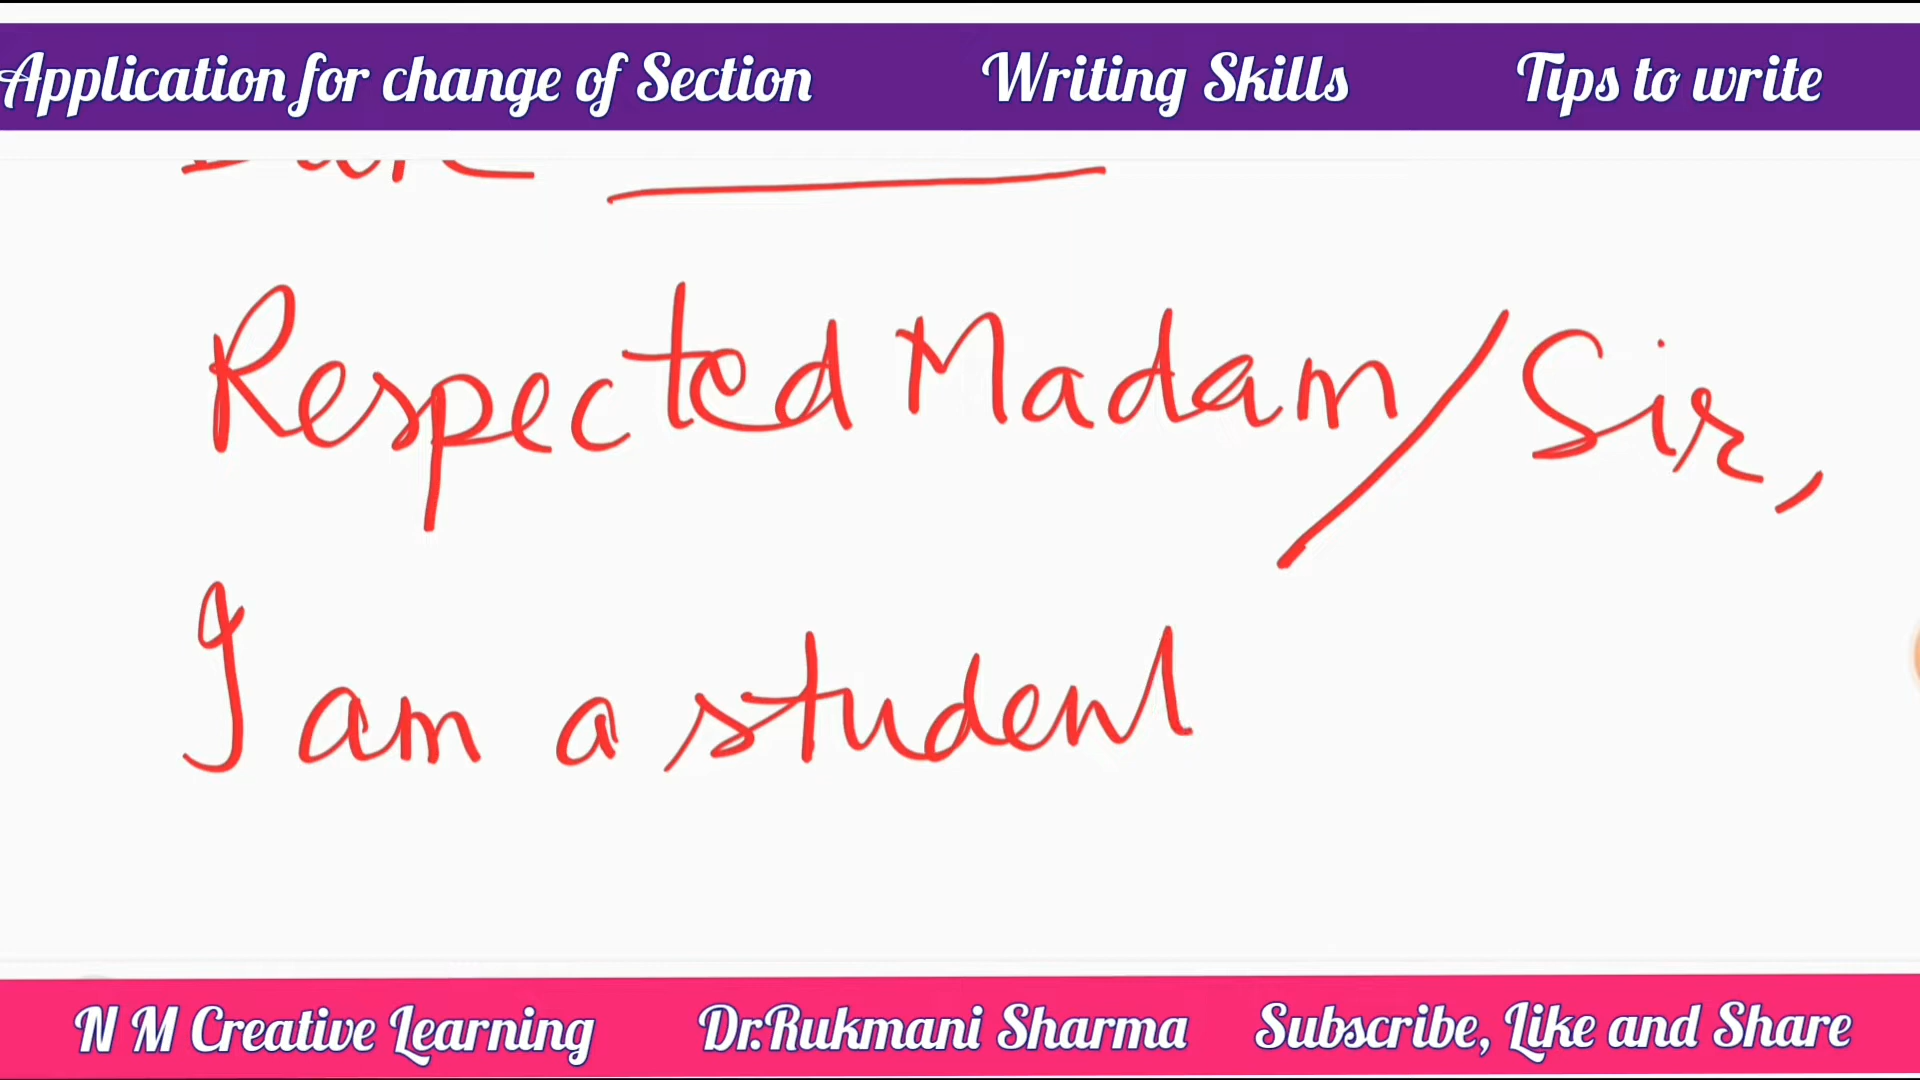 Application for change of Section Writing Skills Tips to write
Respected Madam/Sir,
I am a student
N M Creative Learning Dr.Rukmani Sharma Subscribe, Like and Share